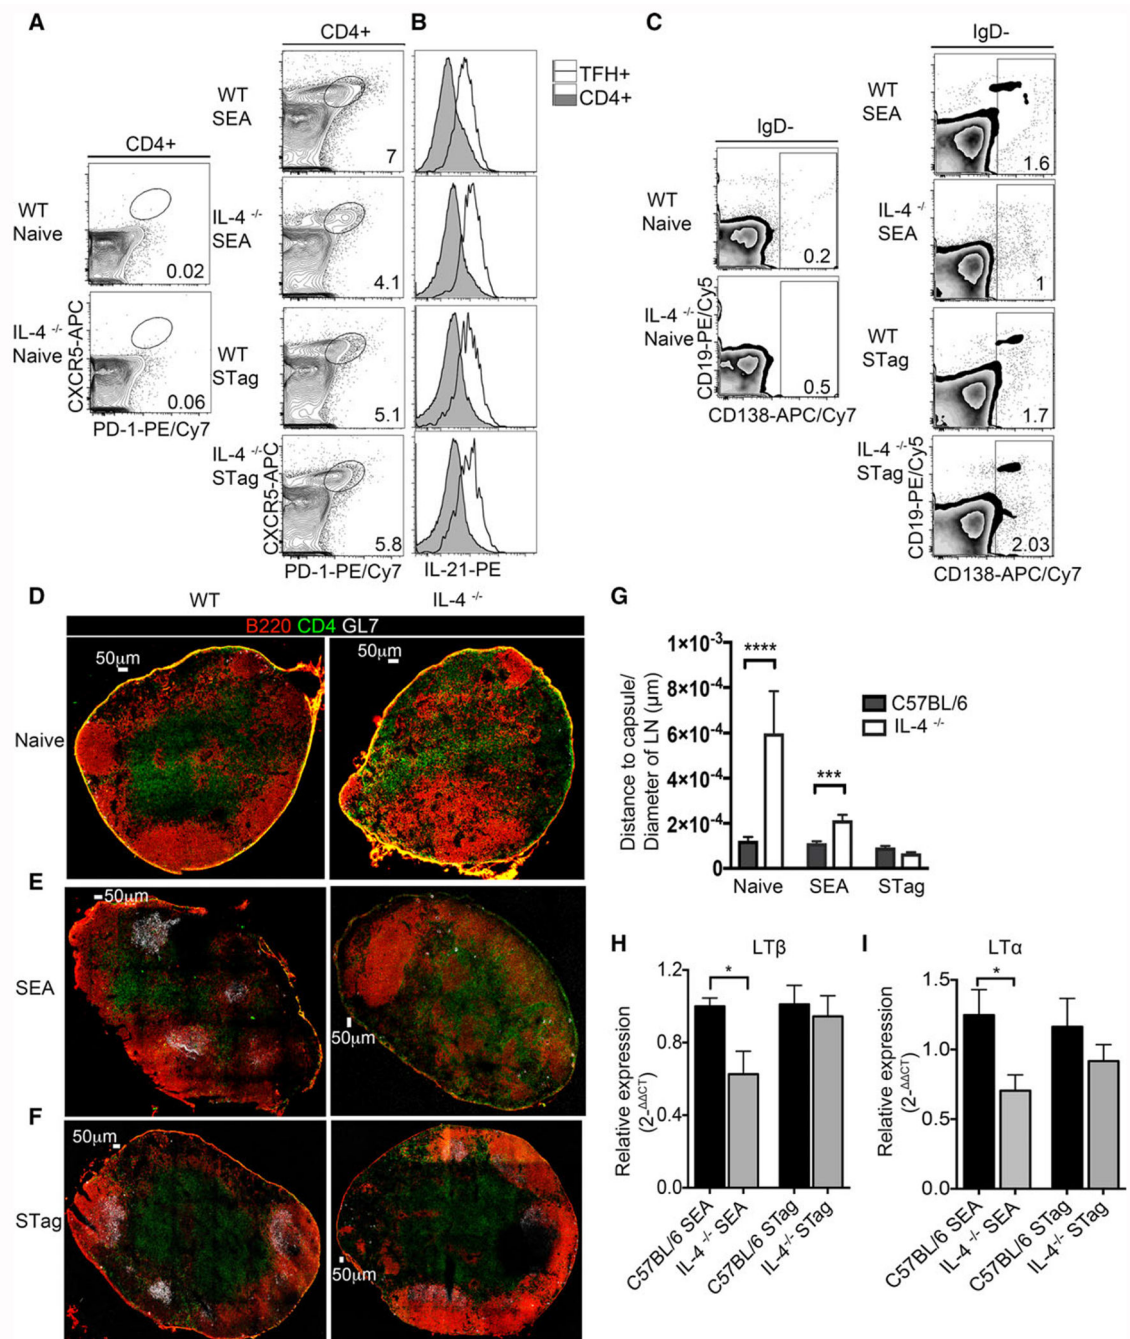 A
CD4+
WT
Naive
0.02
IL-4 -/-
Naive
CXCR5-APC
0.06
PD-1-PE/Cy7
CD4+
WT
SEA
7
IL-4 -/-
SEA
4.1
WT
STag
5.1
IL-4 -/-
STag
CXCR5-APC
5.8
PD-1-PE/Cy7
B
TFH+
CD4+
IL-21-PE
C
IgD-
WT
Naive
0.2
IL-4 -/-
Naive
CD19-PE/Cy5
0.5
CD138-APC/Cy7
IgD-
WT
SEA
1.6
IL-4 -/-
SEA
1
WT
STag
1.7
IL-4 -/-
STag
CD19-PE/Cy5
2.03
CD138-APC/Cy7
D
WT
IL-4 -/-
B220 CD4 GL7
50µm
50µm
Naive
E
50µm
SEA
50µm
F
50µm
STag
50µm
G
Distance to capsule/
Diameter of LN (µm)
1×10-3
8×10-4
6×10-4
4×10-4
2×10-4
0
****
***
C57BL/6
IL-4 -/-
Naive
SEA
STag
H
LTβ
Relative expression
(2-ΔΔCT)
1.2
0.8
0.4
0.0
*
C57BL/6 SEA
IL-4 -/- SEA
C57BL/6 STag
IL-4 -/- STag
I
LTα
Relative expression
(2-ΔΔCT)
1.5
1.0
0.5
0.0
*
C57BL/6 SEA
IL-4 -/- SEA
C57BL/6 STag
IL-4-/- STag